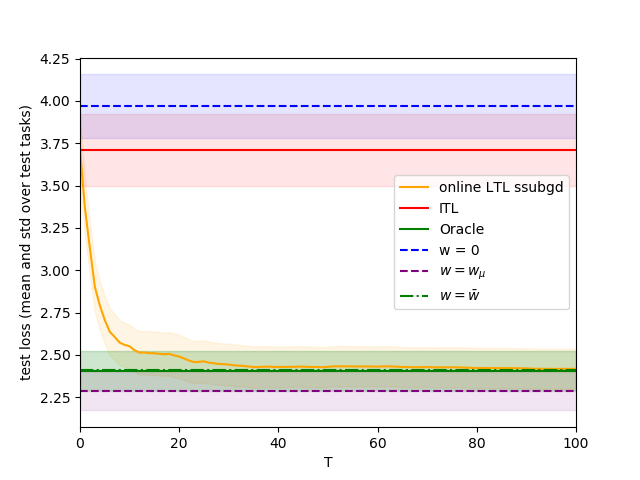 4.25
4.00
3.75
3.50
3.25
3.00
2.75
2.50
2.25
test loss (mean and std over test tasks)
online LTL ssubgd
ITL
Oracle
w = 0
w = w_μ
w = w̄
0 20 40 60 80 100
T